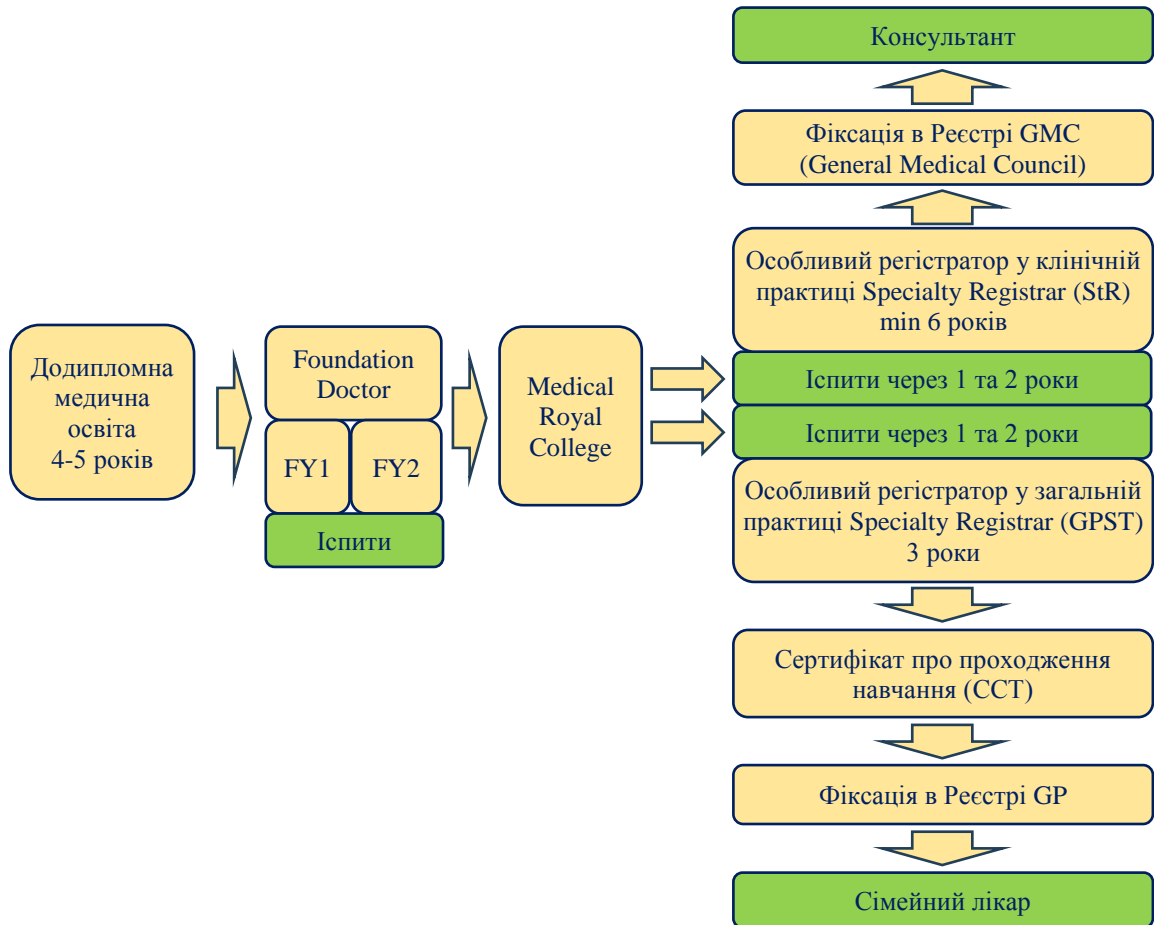 Консультант
Фіксація в Реєстрі GMC
(General Medical Council)
Особливий регістратор у клінічній
практиці Specialty Registrar (StR)
min 6 років
Додипломна
медична
освіта
4-5 років
Foundation
Doctor
FY1
FY2
Іспити
Medical
Royal
College
Іспити через 1 та 2 роки
Іспити через 1 та 2 роки
Особливий регістратор у загальній
практиці Specialty Registrar (GPST)
3 роки
Сертифікат про проходження
навчання (ССТ)
Фіксація в Реєстрі GP
Сімейний лікар